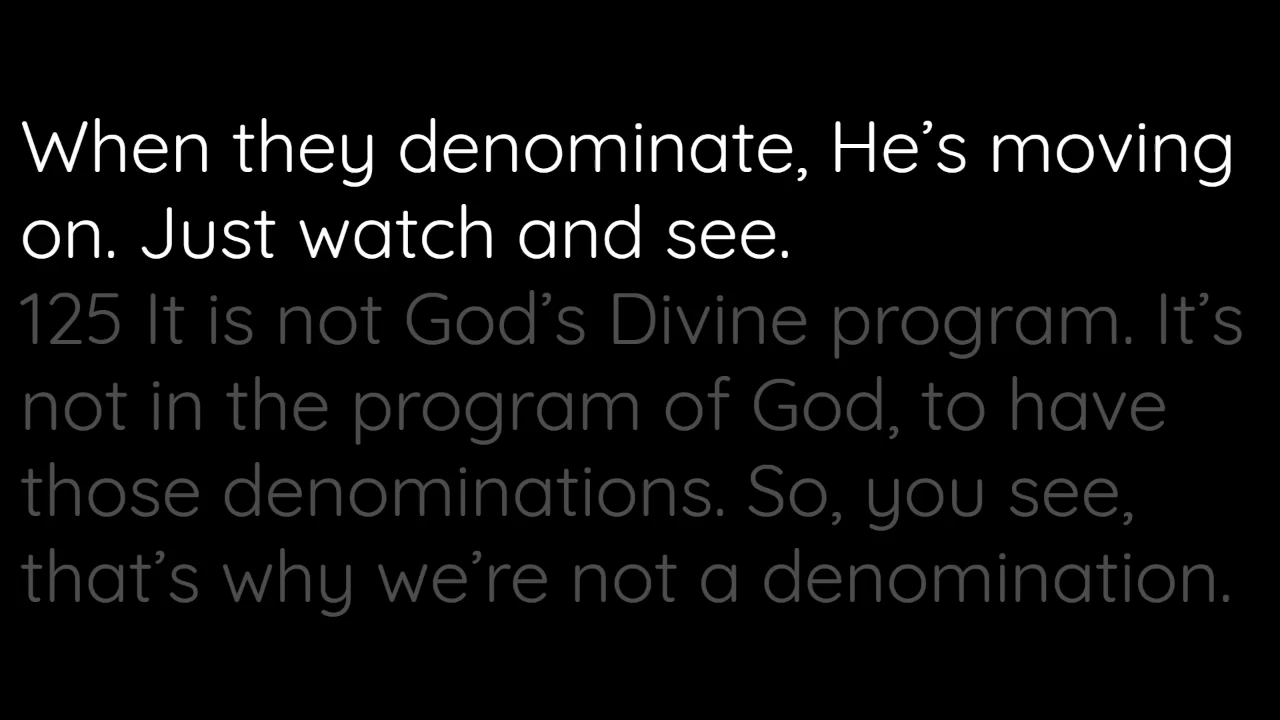 When they denominate, He’s moving
on. Just watch and see.
125 It is not God’s Divine program. It’s
not in the program of God, to have
those denominations. So, you see,
that’s why we’re not a denomination.